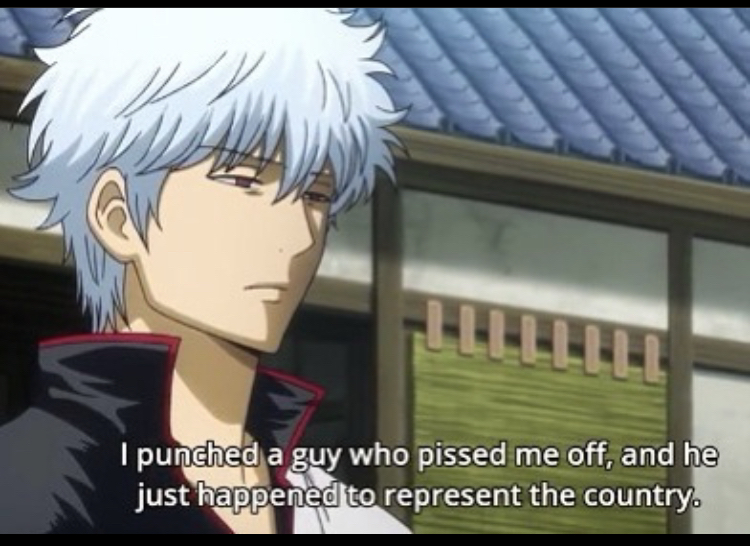 I punched a guy who pissed me off, and he
just happened to represent the country.